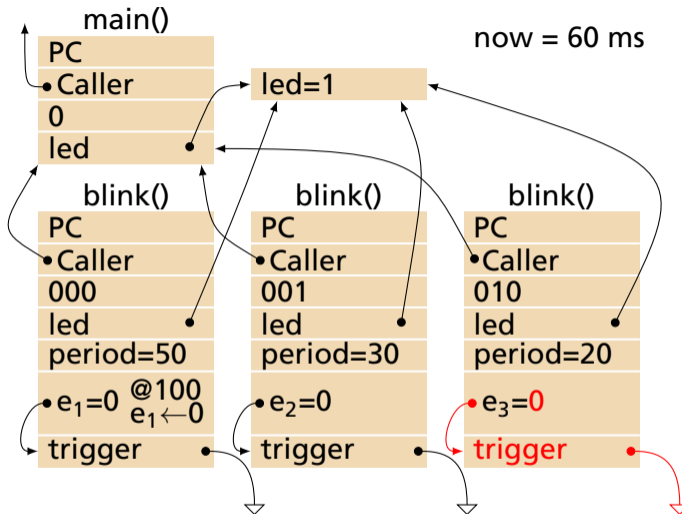 main()
PC
Caller
0
led
led=1
now = 60 ms
blink()
PC
Caller
000
led
period=50
e₁=0 @100
e₁←0
trigger
blink()
PC
Caller
001
led
period=30
e₂=0
trigger
blink()
PC
Caller
010
led
period=20
e₃=0
trigger